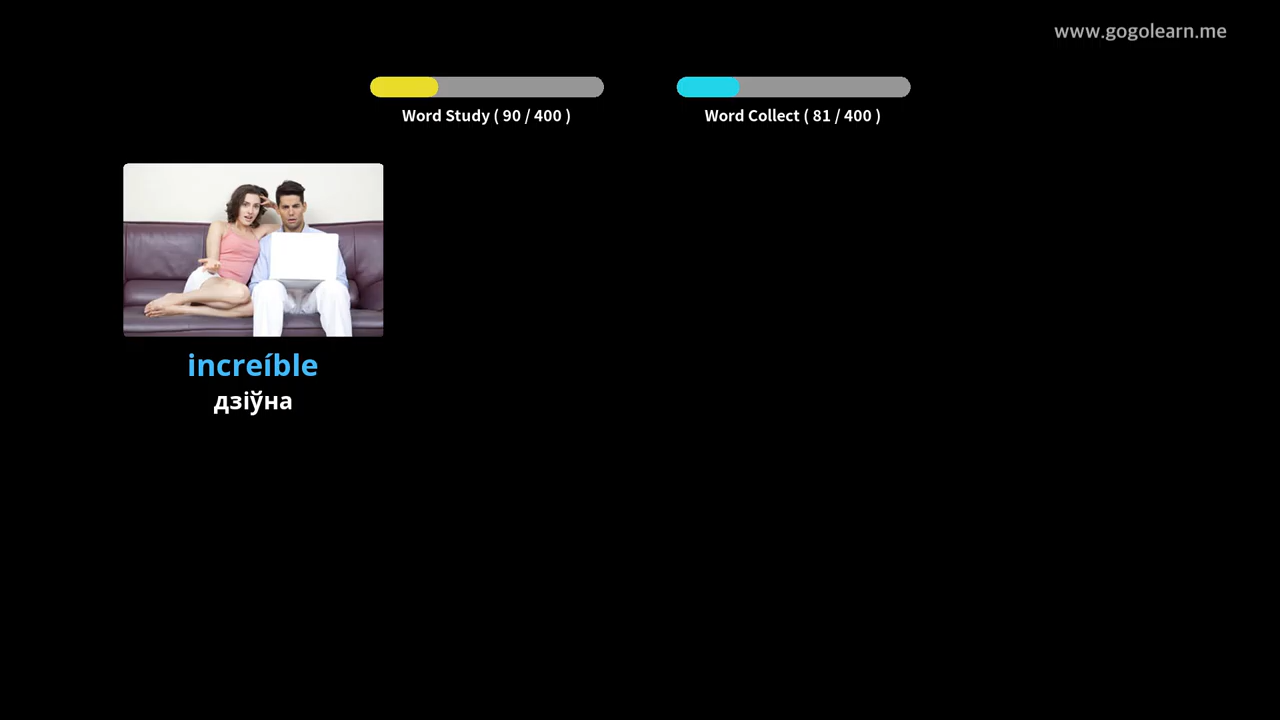 www.gogolearn.me
Word Study ( 90 / 400 )
Word Collect ( 81 / 400 )
increíble
дзіўна